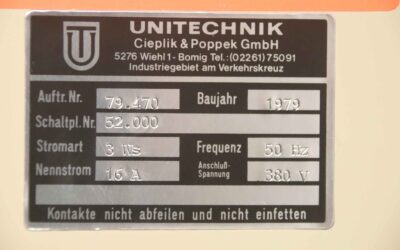 UNITECHNIK
Cieplik & Poppek GmbH
5276 Wiehl 1 - Bomig Tel.: (02261) 75091
Industriegebiet am Verkehrskreuz
Auftr. Nr. 79.470 Baujahr 1979
Schaltpl. Nr. 52.000
Stromart 3 Ws Frequenz 50 Hz
Nennstrom 16 A Anschluß-Spannung 380 V
Kontakte nicht abfeilen und nicht einfetten